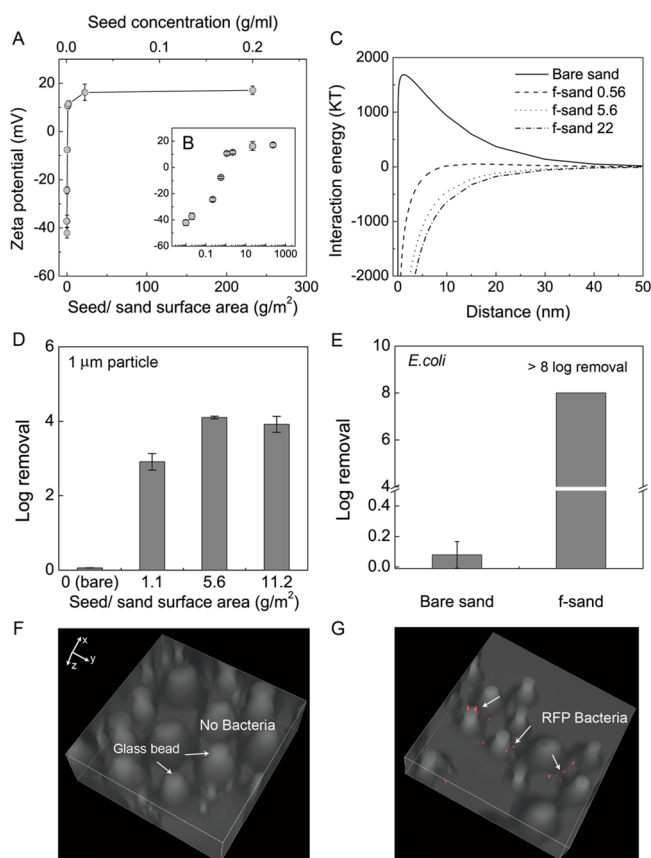 Seed concentration (g/ml)
0.0 0.1 0.2
A
40
20
0
-20
-40
-60
Zeta potential (mV)
0 100 200 300
Seed/ sand surface area (g/m²)
B
20
0
-20
-40
-60
0.1 10 1000
C
2000
1000
0
-1000
-2000
Interaction energy (KT)
Bare sand
f-sand 0.56
f-sand 5.6
f-sand 22
0 10 20 30 40 50
Distance (nm)
D
1 μm particle
6
4
2
0
Log removal
0 (bare) 1.1 5.6 11.2
Seed/ sand surface area (g/m²)
E
E.coli
> 8 log removal
10
8
6
4
0.4
0.2
0.0
Log removal
Bare sand f-sand
F
x
y
z
No Bacteria
Glass bead
G
RFP Bacteria